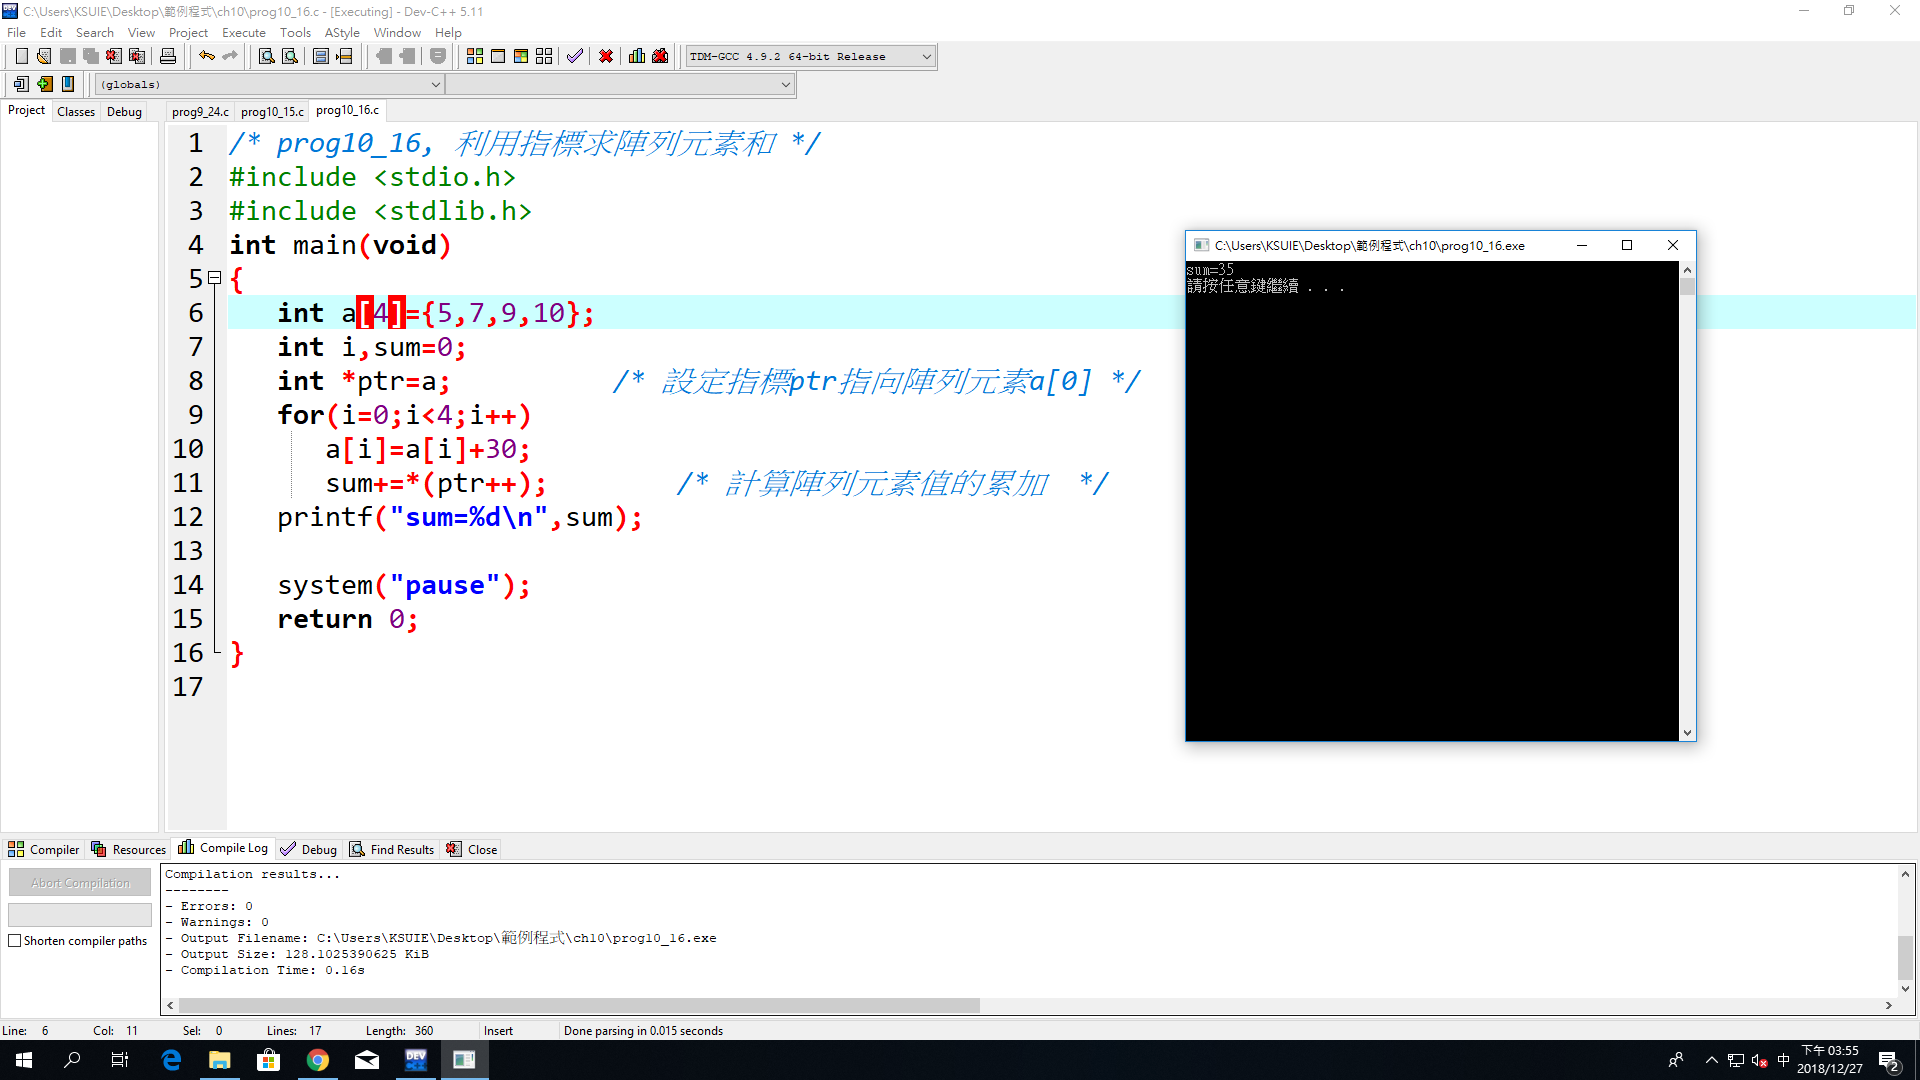 C:\Users\KSUIE\Desktop\範例程式\ch10\prog10_16.c - [Executing] - Dev-C++ 5.11
File Edit Search View Project Execute Tools AStyle Window Help
TDM-GCC 4.9.2 64-bit Release
(globals)
Project Classes Debug prog9_24.c prog10_15.c prog10_16.c
1 /* prog10_16, 利用指標求陣列元素和 */
2 #include <stdio.h>
3 #include <stdlib.h>
4 int main(void)
5 {
6 int a[4]={5,7,9,10};
7 int i,sum=0;
8 int *ptr=a; /* 設定指標ptr指向陣列元素a[0] */
9 for(i=0;i<4;i++)
10 a[i]=a[i]+30;
11 sum+=*(ptr++); /* 計算陣列元素值的累加 */
12 printf("sum=%d\n",sum);
13
14 system("pause");
15 return 0;
16 }
17
C:\Users\KSUIE\Desktop\範例程式\ch10\prog10_16.exe
sum=35
請按任意鍵繼續 . . .
Compiler Resources Compile Log Debug Find Results Close
Abort Compilation
Shorten compiler paths
Compilation results...
--------
- Errors: 0
- Warnings: 0
- Output Filename: C:\Users\KSUIE\Desktop\範例程式\ch10\prog10_16.exe
- Output Size: 128.1025390625 KiB
- Compilation Time: 0.16s
Line: 6 Col: 11 Sel: 0 Lines: 17 Length: 360 Insert Done parsing in 0.015 seconds
DEV
中
下午 03:55
2018/12/27
2